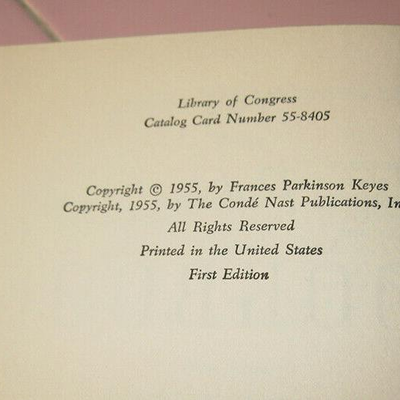 Library of Congress
Catalog Card Number 55-8405
Copyright © 1955, by Frances Parkinson Keyes
Copyright, 1955, by The Condé Nast Publications, In
All Rights Reserved
Printed in the United States
First Edition